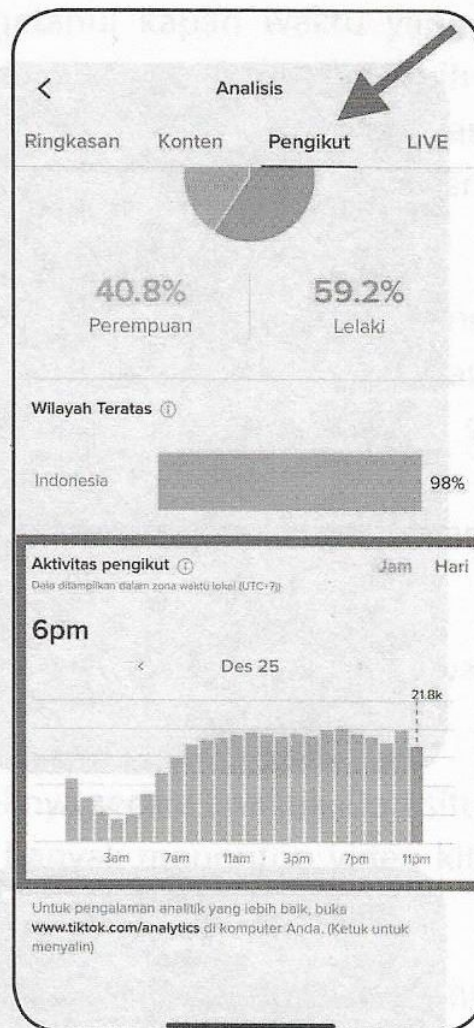 Analisis
Ringkasan Konten Pengikut LIVE
40.8% 59.2%
Perempuan Lelaki
Wilayah Teratas
Indonesia 98%
Aktivitas pengikut Jam Hari
Data ditampilkan dalam zona waktu lokal (UTC+7))
6pm
< Des 25
21.8k
3am 7am 11am 3pm 7pm 11pm
Untuk pengalaman analitik yang lebih baik, buka
www.tiktok.com/analytics di komputer Anda. (Ketuk untuk
menyalin)